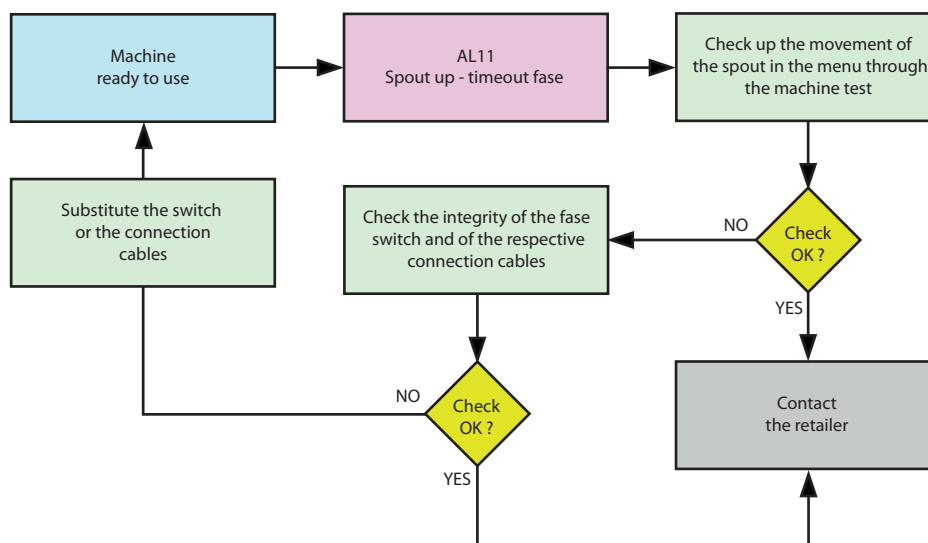 Machine
ready to use
AL11
Spout up - timeout fase
Check up the movement of
the spout in the menu through
the machine test
Substitute the switch
or the connection
cables
Check the integrity of the fase
switch and of the respective
connection cables
NO
Check
OK ?
YES
Contact
the retailer
NO
Check
OK ?
YES